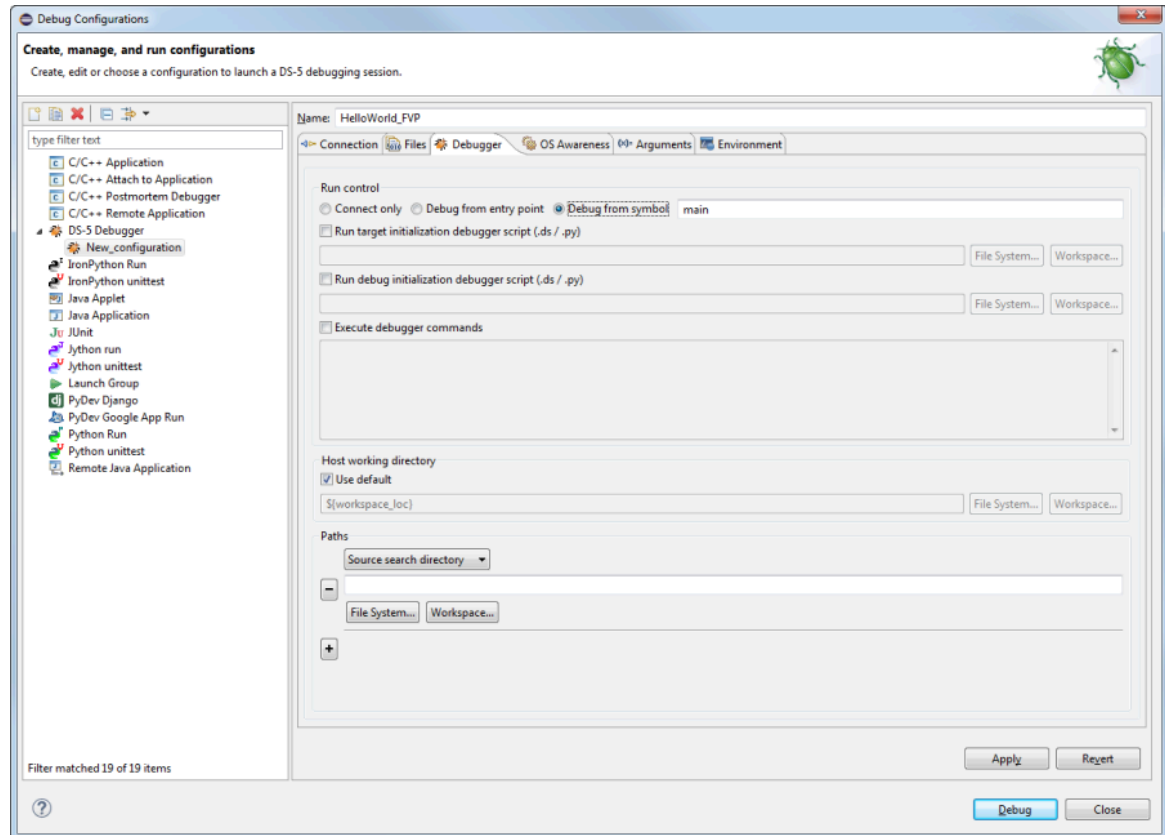 Debug Configurations
Create, manage, and run configurations
Create, edit or choose a configuration to launch a DS-5 debugging session.
type filter text
C/C++ Application
C/C++ Attach to Application
C/C++ Postmortem Debugger
C/C++ Remote Application
DS-5 Debugger
New_configuration
IronPython Run
IronPython unittest
Java Applet
Java Application
JUnit
Jython run
Jython unittest
Launch Group
PyDev Django
PyDev Google App Run
Python Run
Python unittest
Remote Java Application
Filter matched 19 of 19 items
Name: HelloWorld_FVP
Connection Files Debugger OS Awareness Arguments Environment
Run control
Connect only Debug from entry point Debug from symbol main
Run target initialization debugger script (.ds / .py)
File System... Workspace...
Run debug initialization debugger script (.ds / .py)
File System... Workspace...
Execute debugger commands
Host working directory
Use default
${workspace_loc} File System... Workspace...
Paths
Source search directory
File System... Workspace...
Apply Revert
Debug Close